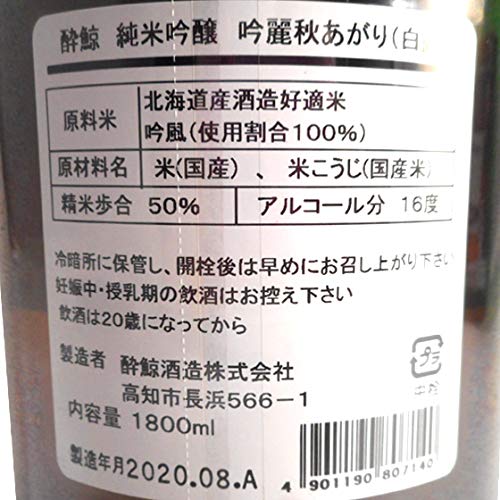 酔鯨 純米吟醸 吟麗秋あがり(白
原料米 北海道産酒造好適米
吟風(使用割合100%)
原材料名 米(国産) 、 米こうじ(国産米)
精米歩合 50% アルコール分 16度
冷暗所に保管し、開栓後は早めにお召し上がり下さい
妊娠中・授乳期の飲酒はお控え下さい
飲酒は20歳になってから
製造者 酔鯨酒造株式会社
高知市長浜566-1
プラ
中栓
内容量 1800ml
製造年月2020.08.A
4 901190 807140